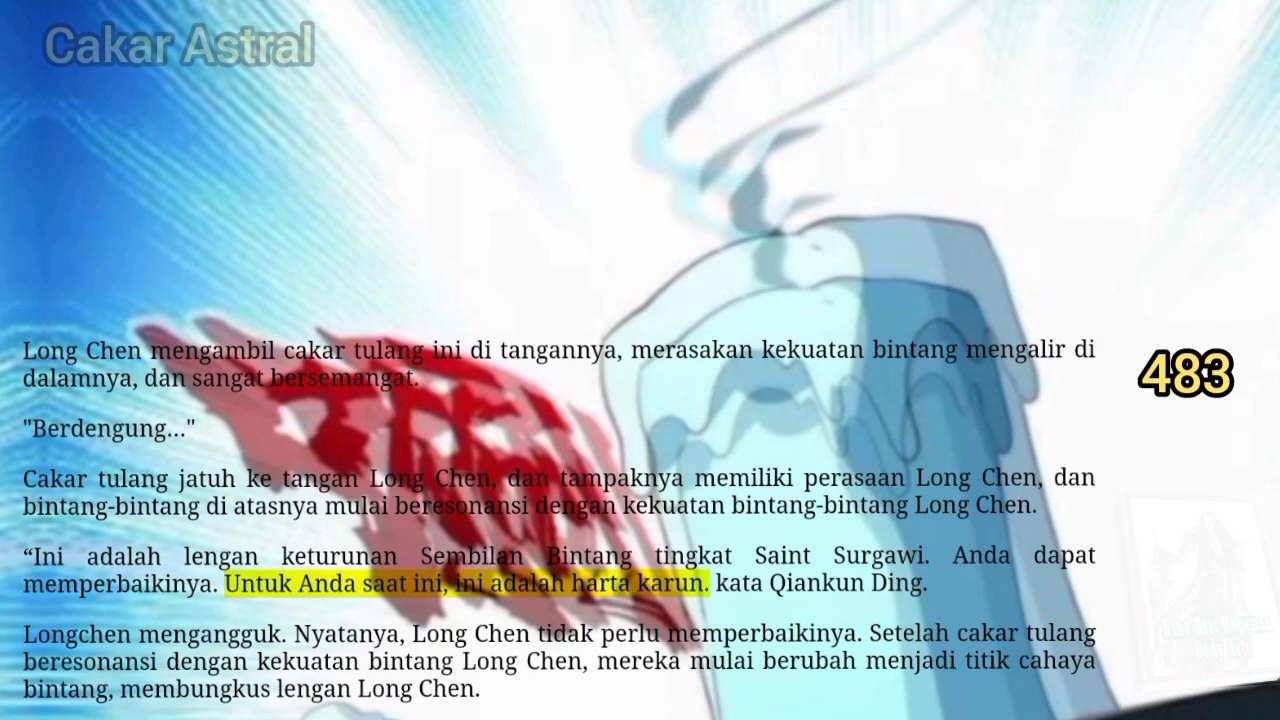 Cakar Astral
Long Chen mengambil cakar tulang ini di tangannya, merasakan kekuatan bintang mengalir di
dalamnya, dan sangat bersemangat.
483
"Berdengung..."
Cakar tulang jatuh ke tangan Long Chen, dan tampaknya memiliki perasaan Long Chen, dan
bintang-bintang di atasnya mulai beresonansi dengan kekuatan bintang-bintang Long Chen.
“Ini adalah lengan keturunan Sembilan Bintang tingkat Saint Surgawi. Anda dapat
memperbaikinya. Untuk Anda saat ini, ini adalah harta karun. kata Qiankun Ding.
Longchen mengangguk. Nyatanya, Long Chen tidak perlu memperbaikinya. Setelah cakar tulang
beresonansi dengan kekuatan bintang Long Chen, mereka mulai berubah menjadi titik cahaya
bintang, membungkus lengan Long Chen.